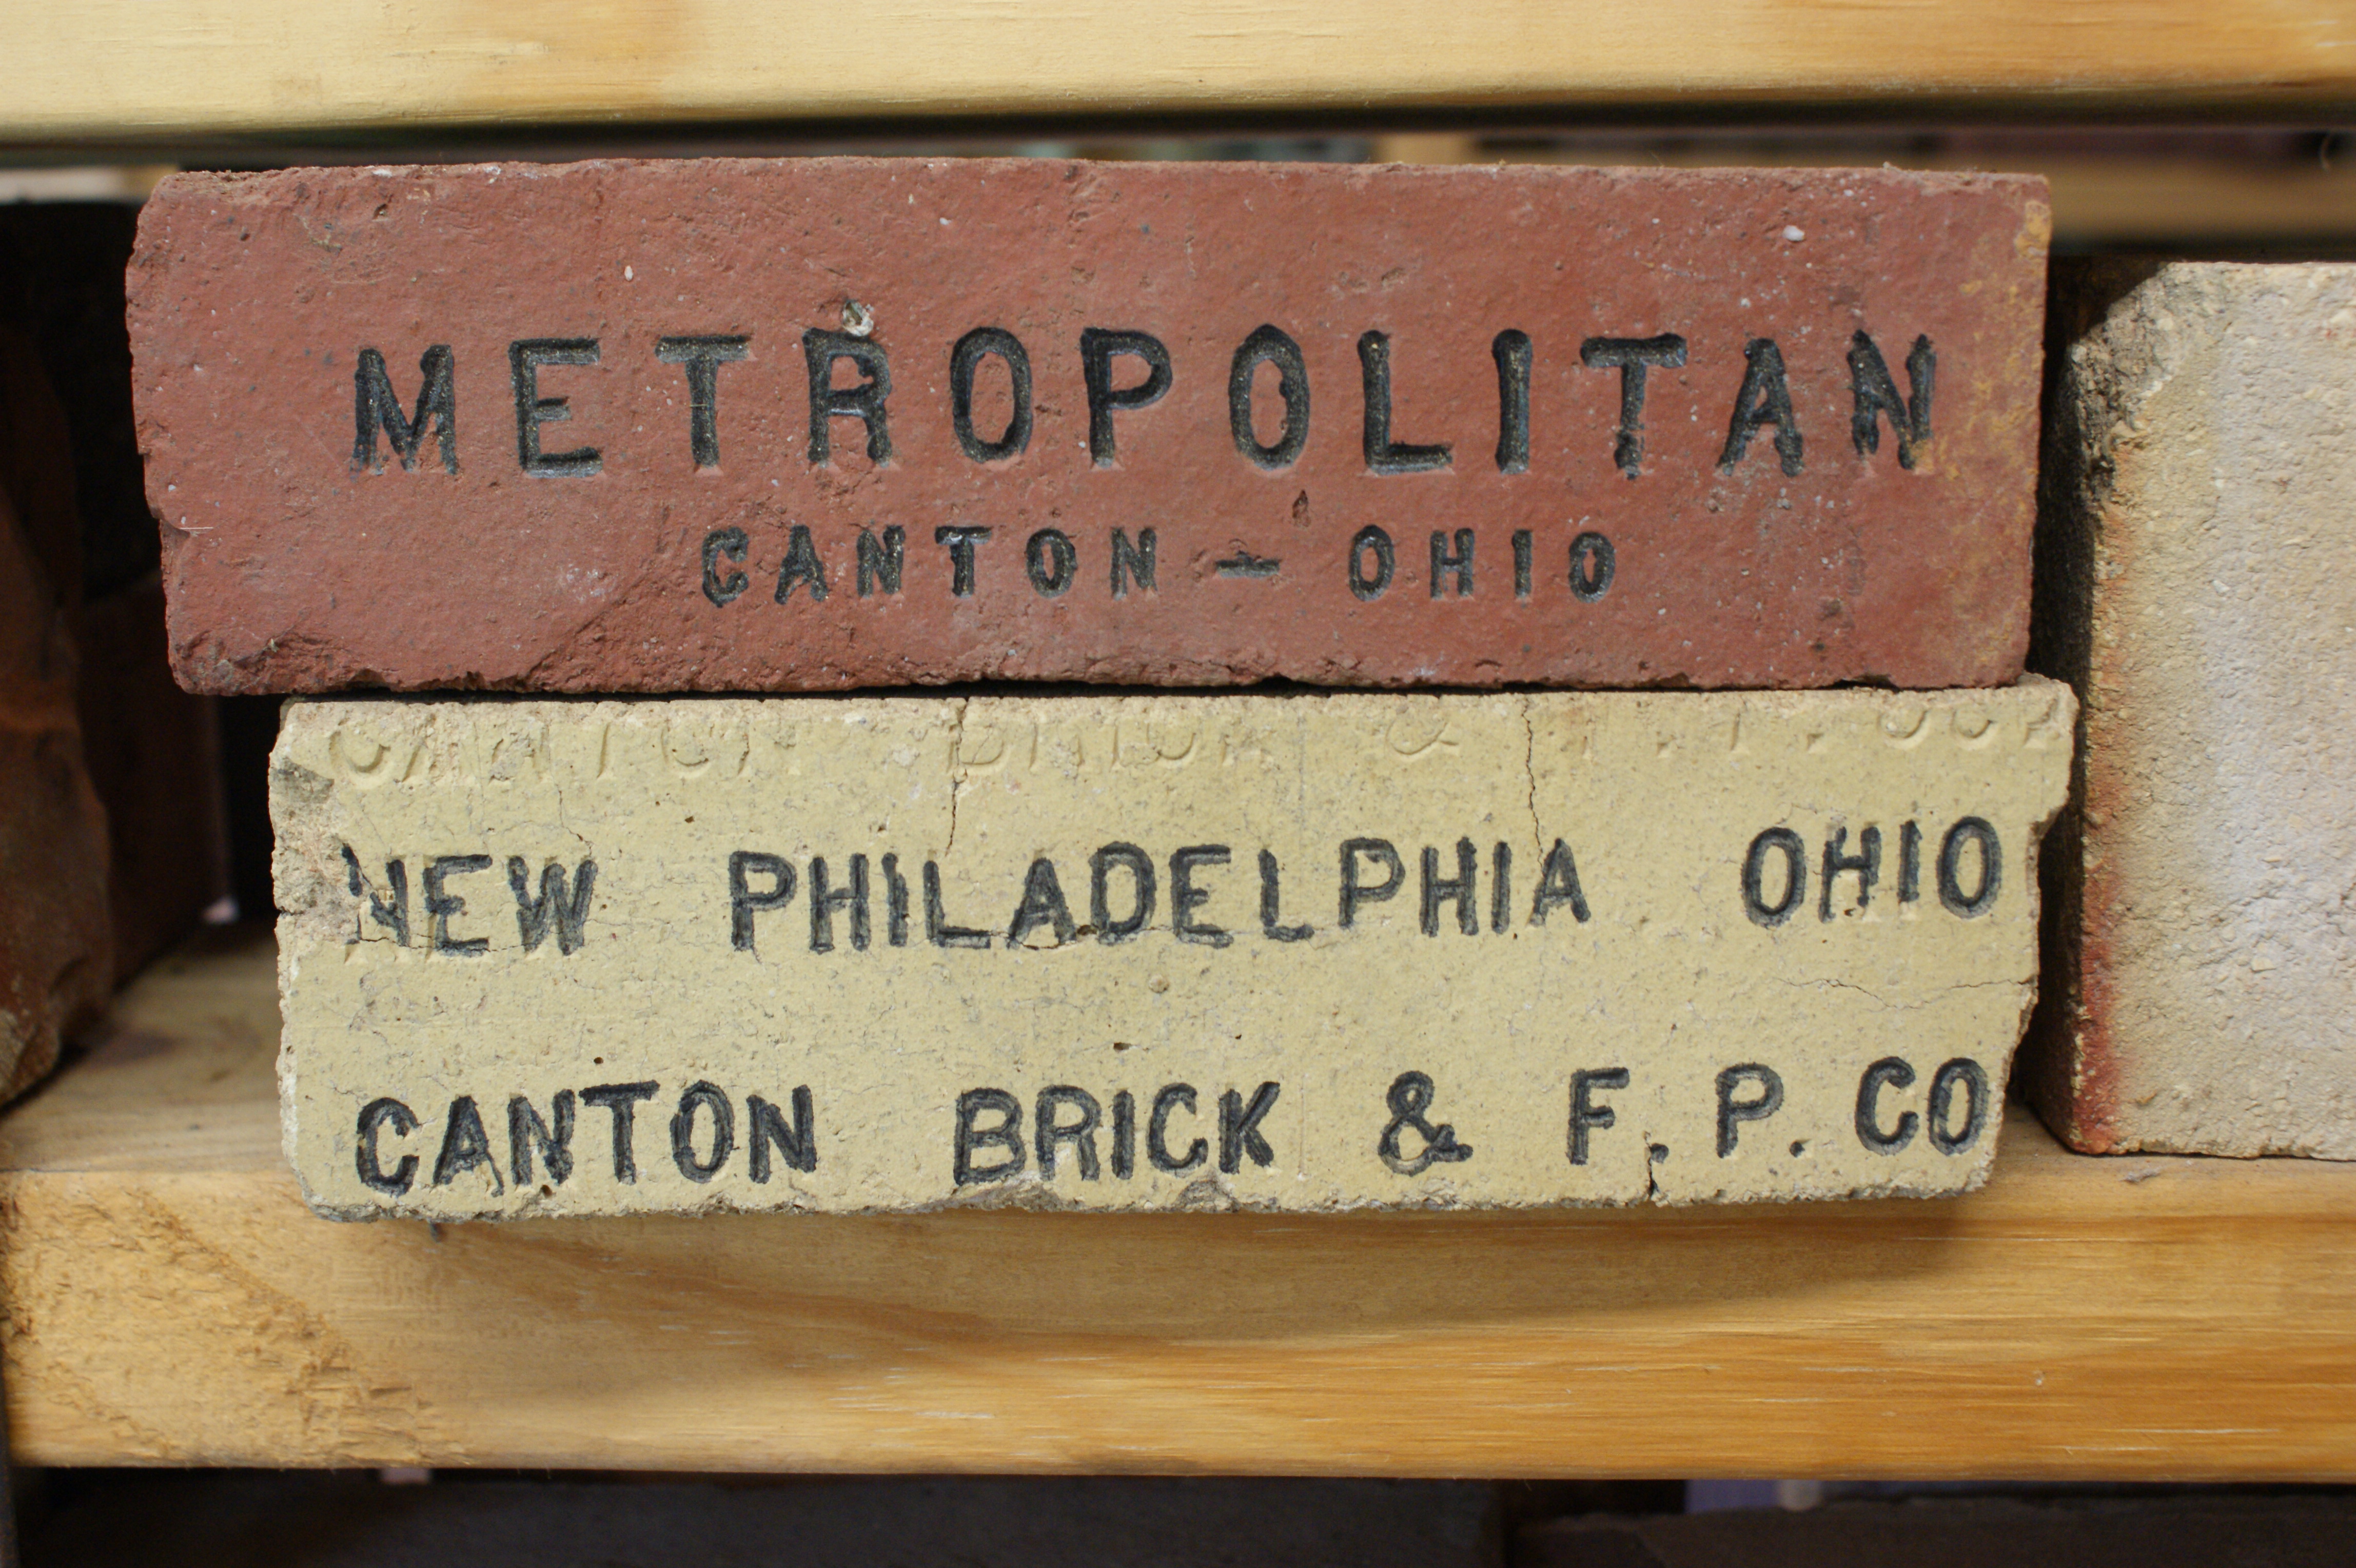 METROPOLITAN
CANTON — OHIO
NEW PHILADELPHIA OHIO
CANTON BRICK & F. P. CO